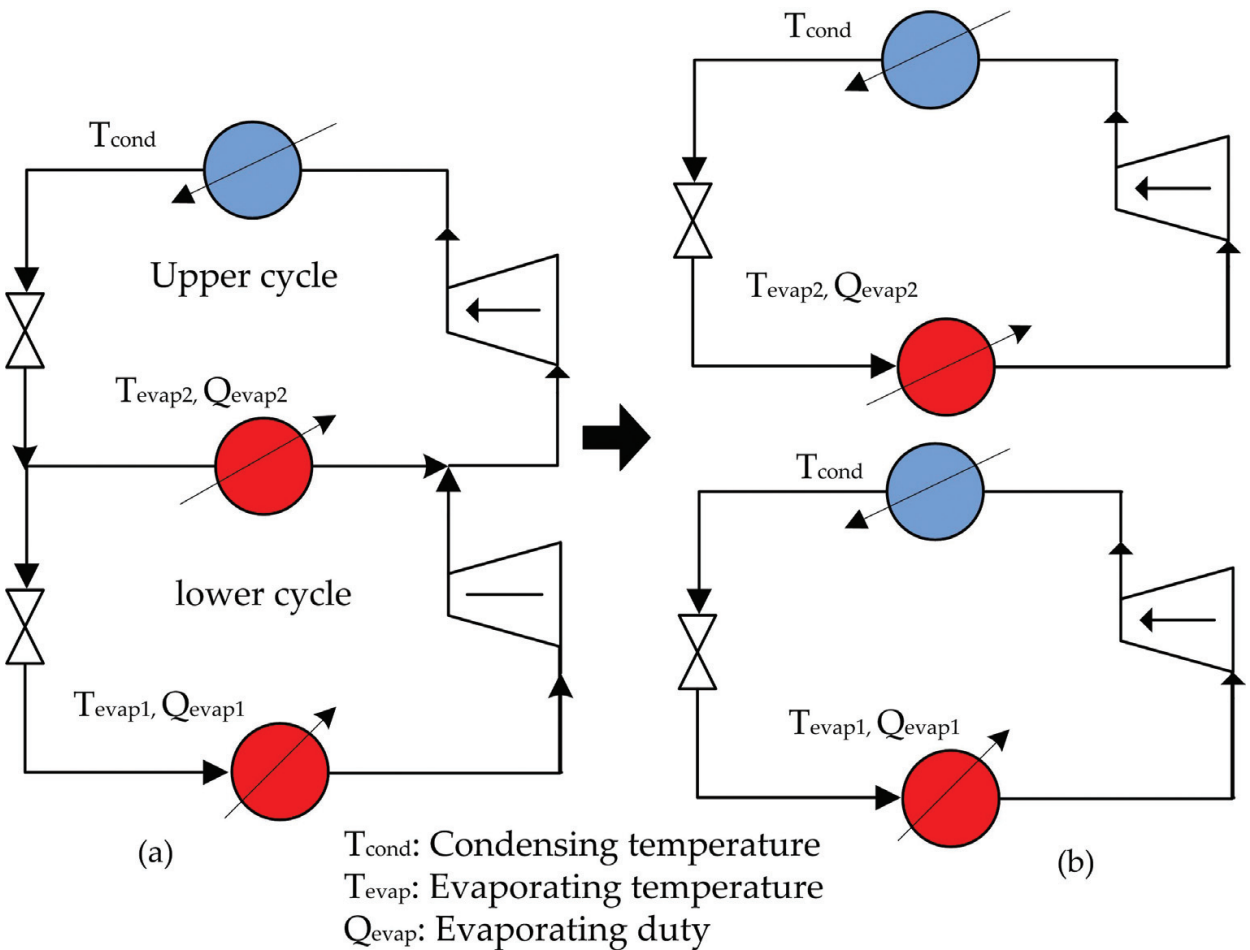 Tcond
Upper cycle
Tevap2, Qevap2
lower cycle
Tevap1, Qevap1
(a)
Tcond
Tevap2, Qevap2
Tcond
Tevap1, Qevap1
(b)
Tcond: Condensing temperature
Tevap: Evaporating temperature
Qevap: Evaporating duty